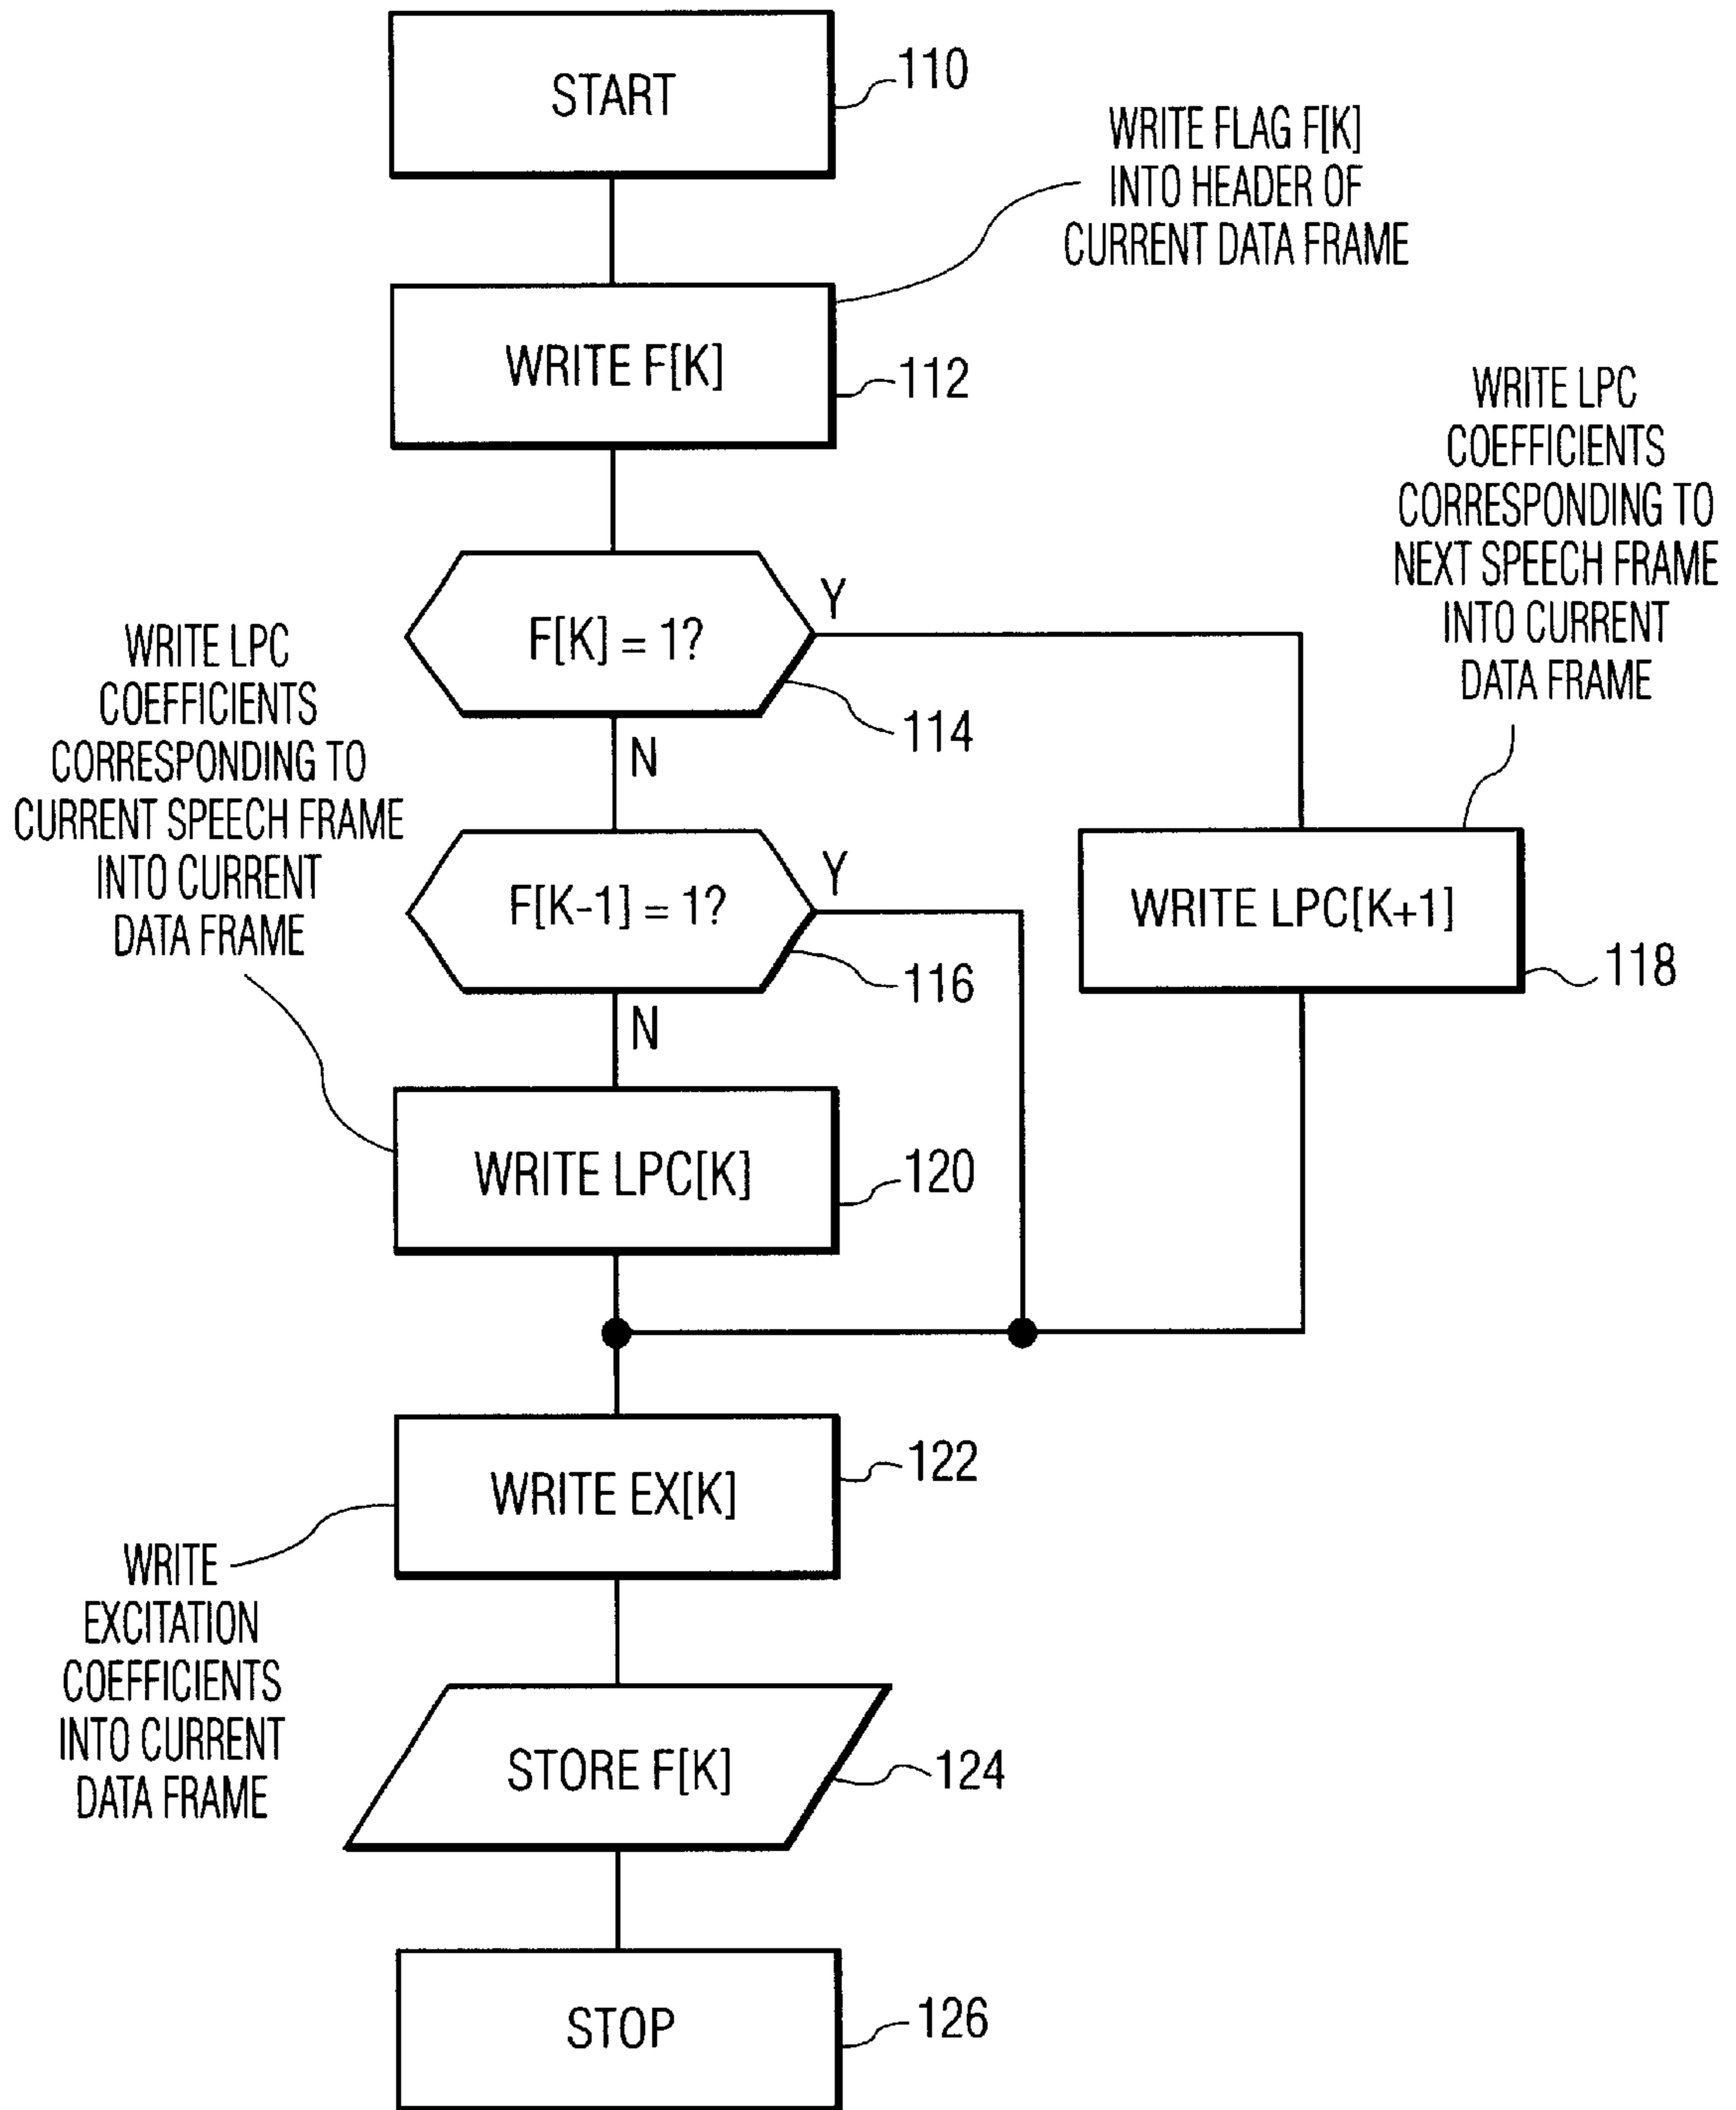 START
110
WRITE FLAG F[K]
INTO HEADER OF
CURRENT DATA FRAME
WRITE F[K]
112
WRITE LPC
COEFFICIENTS
CORRESPONDING TO
NEXT SPEECH FRAME
INTO CURRENT
DATA FRAME
F[K] = 1?
Y
114
N
WRITE LPC
COEFFICIENTS
CORRESPONDING TO
CURRENT SPEECH FRAME
INTO CURRENT
DATA FRAME
F[K-1] = 1?
Y
116
N
WRITE LPC[K+1]
118
WRITE LPC[K]
120
WRITE EX[K]
122
WRITE
EXCITATION
COEFFICIENTS
INTO CURRENT
DATA FRAME
STORE F[K]
124
STOP
126